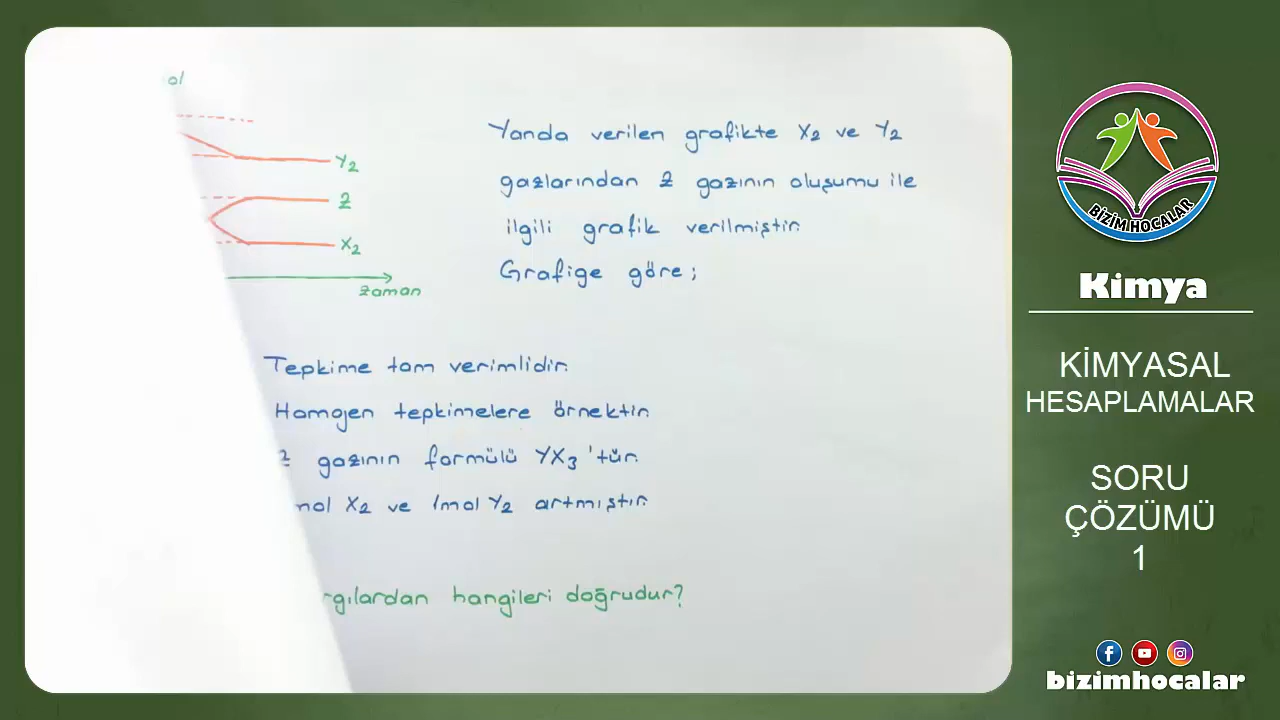 ol
Y2
Z
X2
zaman
Yanda verilen grafikte X2 ve Y2
gazlarından Z gazının oluşumu ile
ilgili grafik verilmiştir.
Grafige göre;
Tepkime tam verimlidir.
Homojen tepkimelere örnektir.
Z gazının formülü YX3'tür.
mol X2 ve 1mol Y2 artmıştır.
rgılardan hangileri doğrudur?
BİZİM HOCALAR
Kimya
KİMYASAL
HESAPLAMALAR
SORU
ÇÖZÜMÜ
1
bizimhocalar